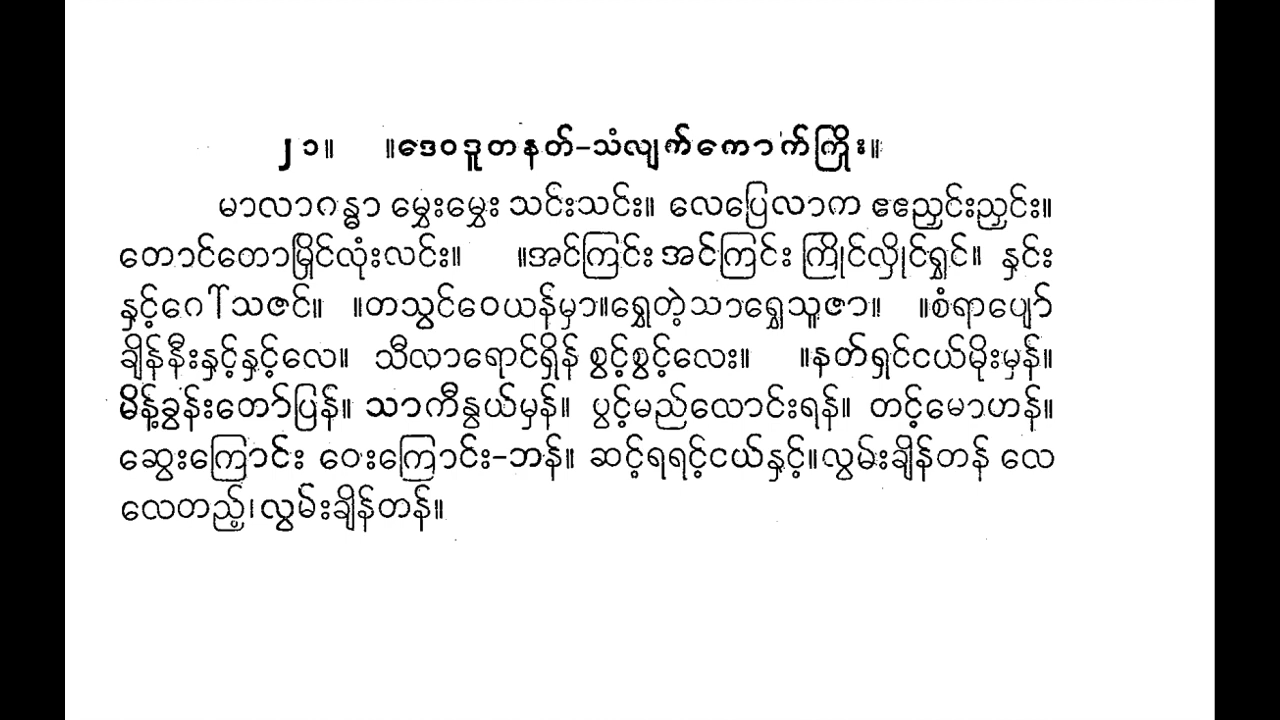 ၂၁။ ။ဒေဝဒူတနတ်-သံလျက်ကောက်ကြိုး။
မာလာဂန္ဓာ မွှေးမွှေး သင်းသင်း။ လေပြေလာက ဧဧညှင်းညှင်း။
တောင်တောမြှိုင်လုံးလင်း။ ။အင်ကြင်း အင်ကြင်း ကြိုင်လှိုင်ရွှင်။ နှင်း
နှင့်ဂေါ်သဇင်။ ။တသွင်ဝေယန်မှာ။ရွှေတဲ့သာရွှေသူဇာ။ ။စံရာပျော်
ချိန်နီးနှင့်နှင့်လေ။ သီလာရောင်ရှိန် စွင့်စွင့်လေး။ ။နတ်ရှင်ငယ်မိုးမှန်။
မိန့်ခွန်းတော်ပြန်။ သာကီနွယ်မှန်။ ပွင့်မည်လောင်းရန်။ တင့်မောဟန်။
ဆွေးကြောင်း ဝေးကြောင်း-ဘန်။ ဆင့်ရရင့်ငယ်နှင့်။လွမ်းချိန်တန် လေ
လေတည့်၊လွမ်းချိန်တန်။